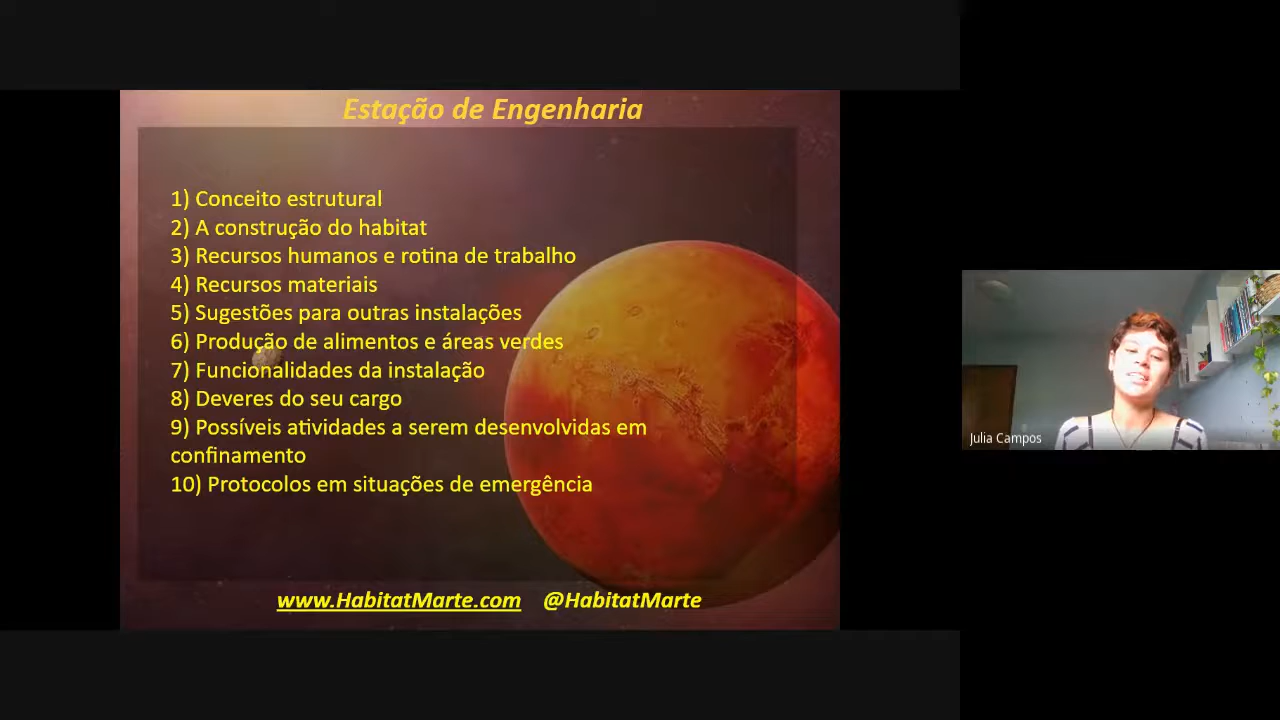 Estação de Engenharia
1) Conceito estrutural
2) A construção do habitat
3) Recursos humanos e rotina de trabalho
4) Recursos materiais
5) Sugestões para outras instalações
6) Produção de alimentos e áreas verdes
7) Funcionalidades da instalação
8) Deveres do seu cargo
9) Possíveis atividades a serem desenvolvidas em
confinamento
10) Protocolos em situações de emergência
www.HabitatMarte.com @HabitatMarte
Julia Campos